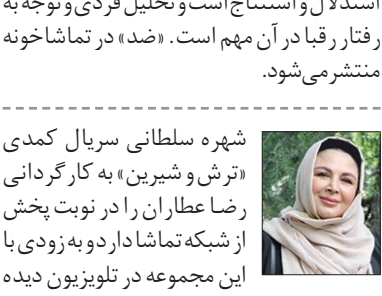 استدلال و استنتاج است و تحلیل فردی و توجه به
رفتار رقبا در آن مهم است. «ضد» در تماشاخونه
منتشر می‌شود.
شهره سلطانی سریال کمدی
«ترش و شیرین» به کارگردانی
رضا عطاران را در نوبت پخش
از شبکه تماشا دارد و به زودی با
این مجموعه در تلویزیون دیده